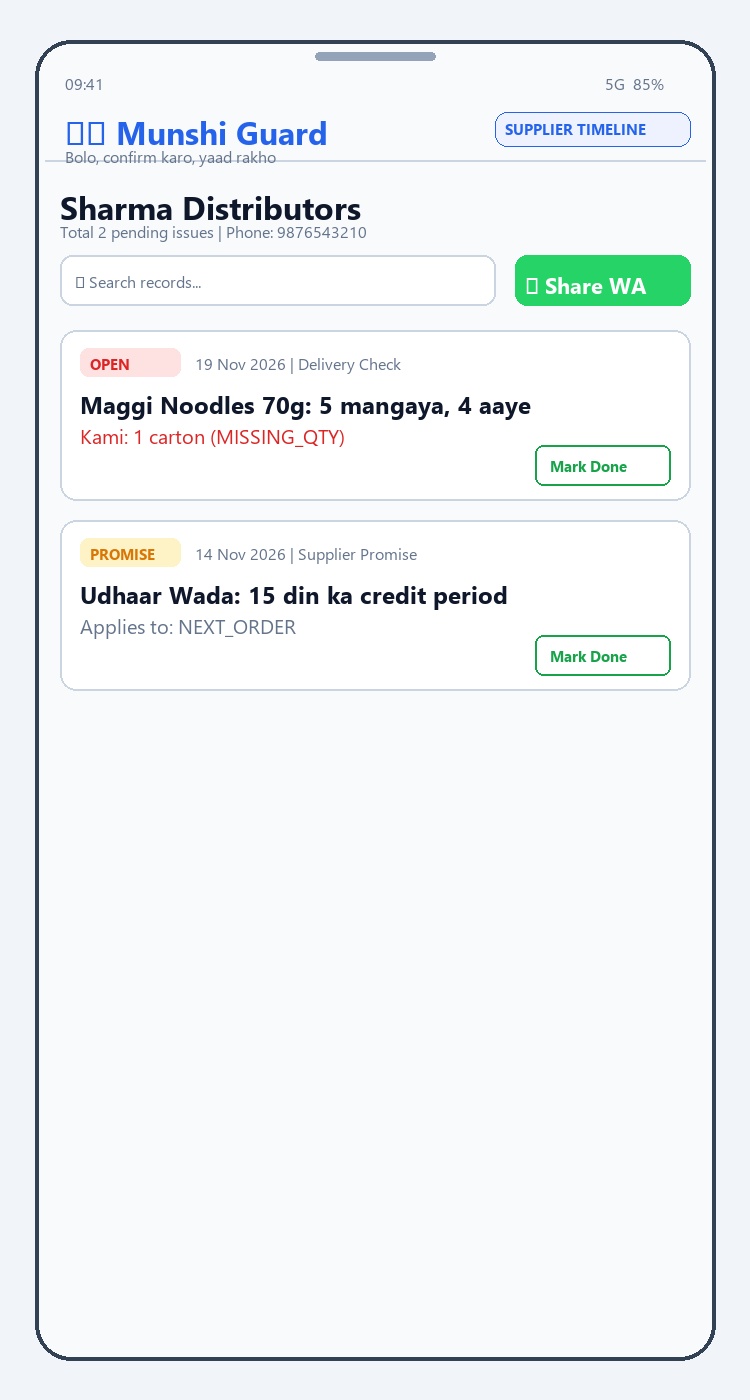 09:41 5G 85%
Munshi Guard SUPPLIER TIMELINE
Bolo, confirm karo, yaad rakho
Sharma Distributors
Total 2 pending issues | Phone: 9876543210
Search records... Share WA
OPEN 19 Nov 2026 | Delivery Check
Maggi Noodles 70g: 5 mangaya, 4 aaye
Kami: 1 carton (MISSING_QTY)
Mark Done
PROMISE 14 Nov 2026 | Supplier Promise
Udhaar Wada: 15 din ka credit period
Applies to: NEXT_ORDER
Mark Done